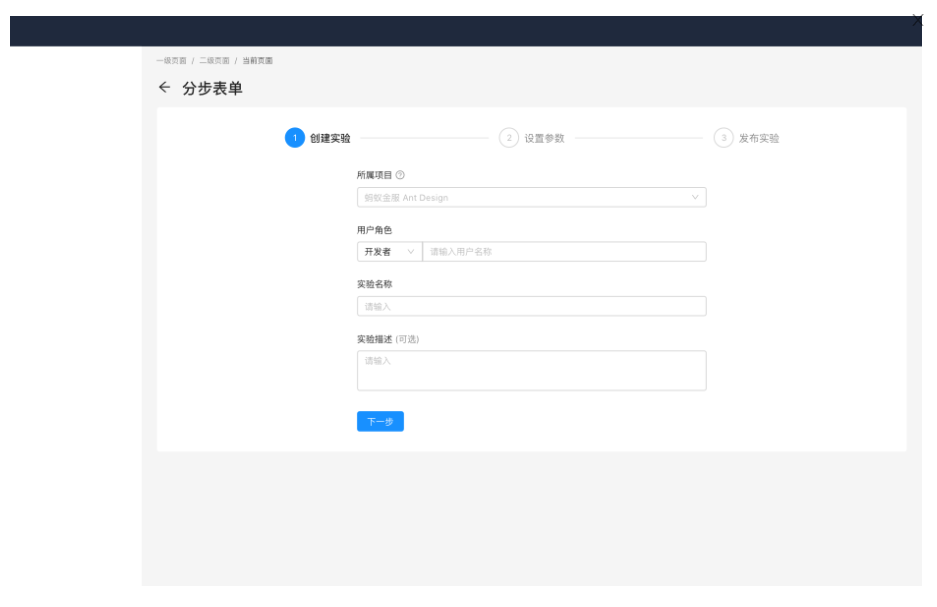 一级页面 / 二级页面 / 当前页面
← 分步表单
1 创建实验 2 设置参数 3 发布实验
所属项目
蚂蚁金服 Ant Design
用户角色
开发者 请输入用户名称
实验名称
请输入
实验描述 (可选)
请输入
下一步